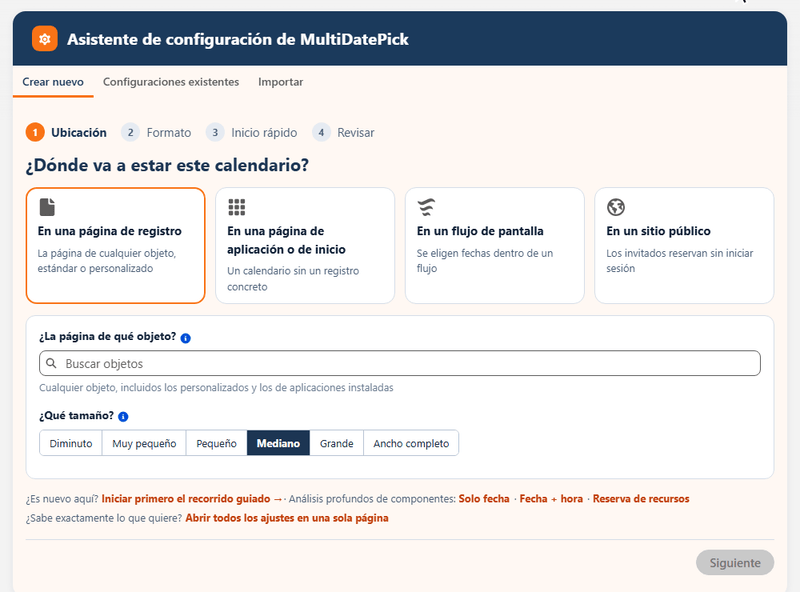 Asistente de configuración de MultiDatePick
Crear nuevo
Configuraciones existentes
Importar
1 Ubicación
2 Formato
3 Inicio rápido
4 Revisar
¿Dónde va a estar este calendario?
En una página de registro
La página de cualquier objeto,
estándar o personalizado
En una página de
aplicación o de inicio
Un calendario sin un registro
concreto
En un flujo de pantalla
Se eligen fechas dentro de un
flujo
En un sitio público
Los invitados reservan sin iniciar
sesión
¿La página de qué objeto? i
Buscar objetos
Cualquier objeto, incluidos los personalizados y los de aplicaciones instaladas
¿Qué tamaño? i
Diminuto
Muy pequeño
Pequeño
Mediano
Grande
Ancho completo
¿Es nuevo aquí? Iniciar primero el recorrido guiado → · Análisis profundos de componentes: Solo fecha · Fecha + hora · Reserva de recursos
¿Sabe exactamente lo que quiere? Abrir todos los ajustes en una sola página
Siguiente